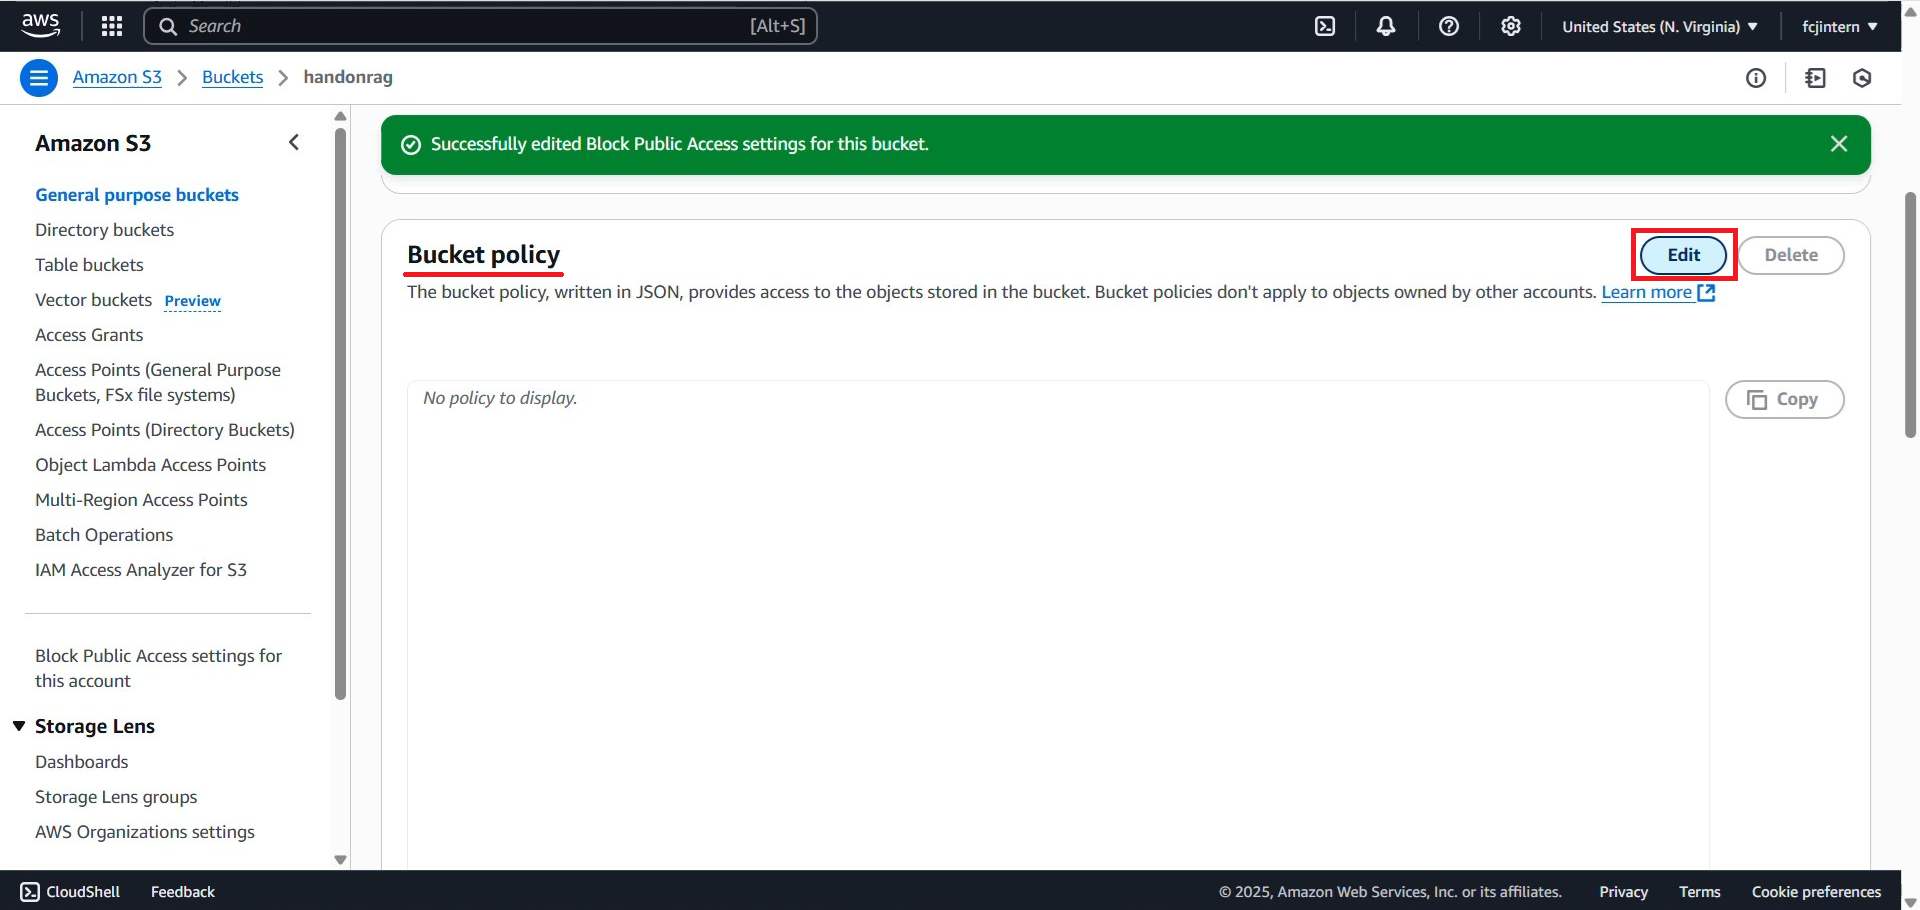 aws
Search [Alt+S]
United States (N. Virginia)
fcjintern
Amazon S3
Buckets
handonrag
Amazon S3
General purpose buckets
Directory buckets
Table buckets
Vector buckets Preview
Access Grants
Access Points (General Purpose
Buckets, FSx file systems)
Access Points (Directory Buckets)
Object Lambda Access Points
Multi-Region Access Points
Batch Operations
IAM Access Analyzer for S3
Block Public Access settings for
this account
Storage Lens
Dashboards
Storage Lens groups
AWS Organizations settings
Successfully edited Block Public Access settings for this bucket.
Bucket policy
Edit
Delete
The bucket policy, written in JSON, provides access to the objects stored in the bucket. Bucket policies don't apply to objects owned by other accounts. Learn more
No policy to display.
Copy
CloudShell
Feedback
© 2025, Amazon Web Services, Inc. or its affiliates.
Privacy
Terms
Cookie preferences